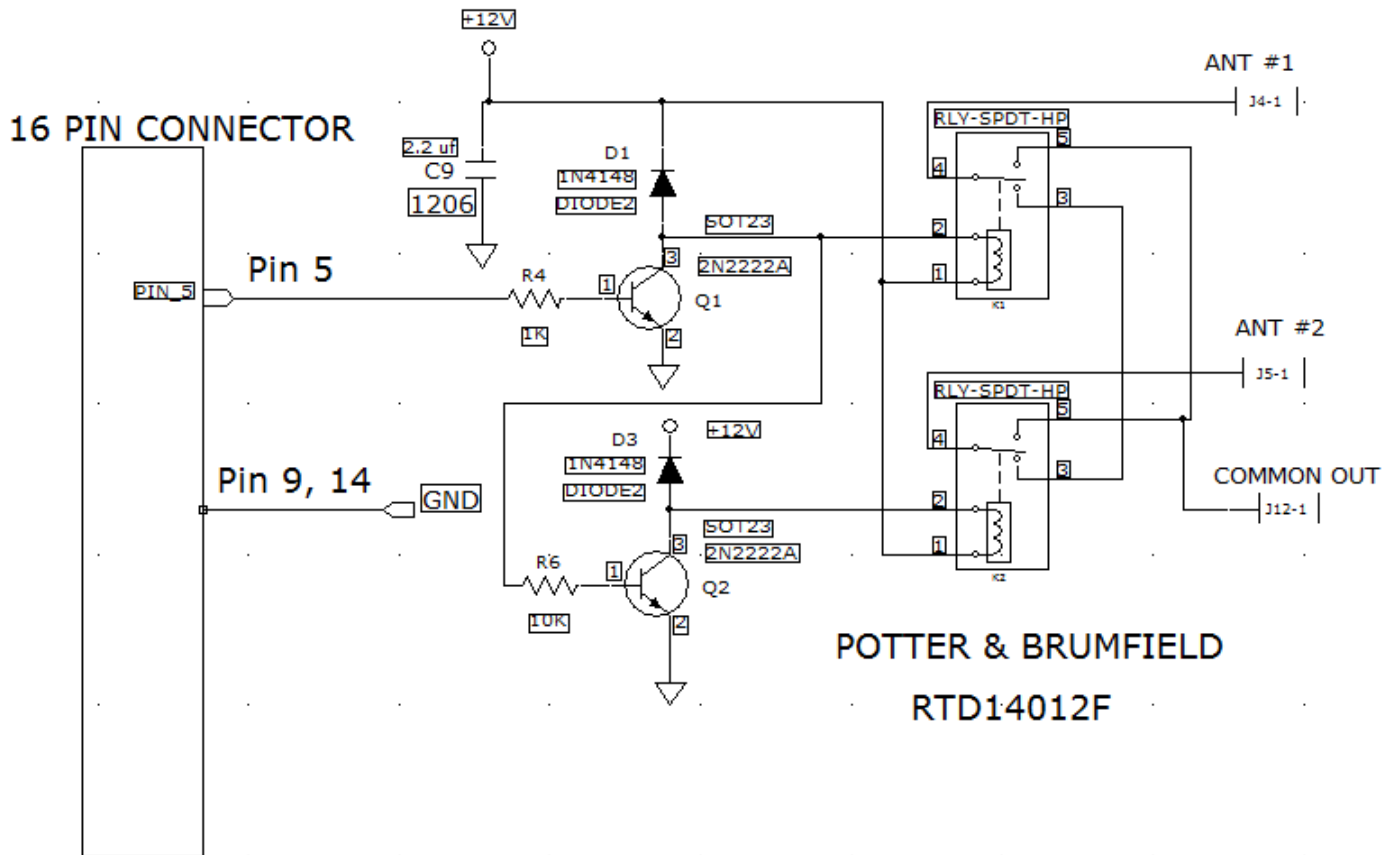 +12V
ANT #1
J4-1
16 PIN CONNECTOR
2.2 uf
C9
1206
D1
1N4148
DIODE2
RLY-SPDT-HP
5
4
3
2
1
K1
SOT23
2N2222A
3
1
2
Q1
PIN_5
Pin 5
R4
1K
ANT #2
J5-1
RLY-SPDT-HP
5
4
3
2
1
K2
+12V
D3
1N4148
DIODE2
Pin 9, 14
GND
COMMON OUT
J12-1
SOT23
2N2222A
3
1
2
Q2
R6
10K
POTTER & BRUMFIELD
RTD14012F